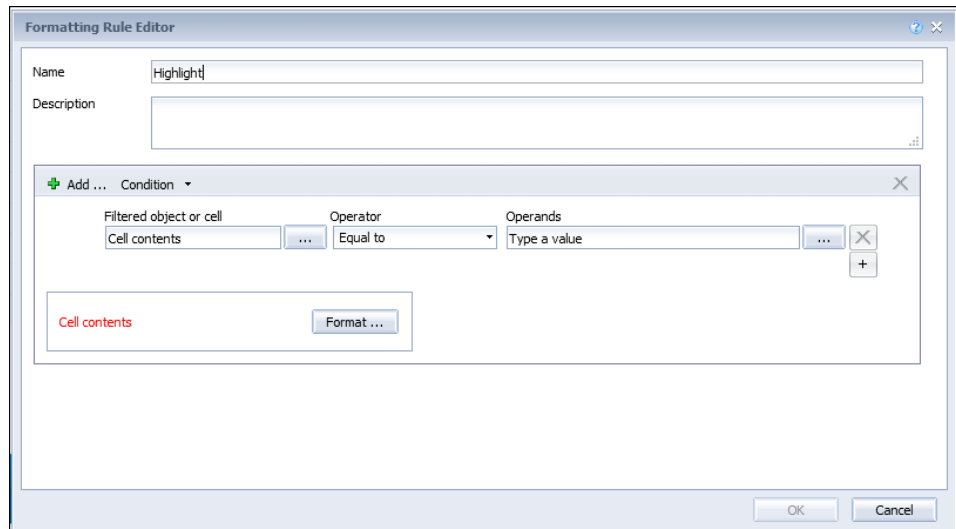 Formatting Rule Editor
Name
Highlight
Description
Add ... Condition
Filtered object or cell Operator Operands
Cell contents ... Equal to Type a value ...
+
Cell contents Format ...
OK Cancel